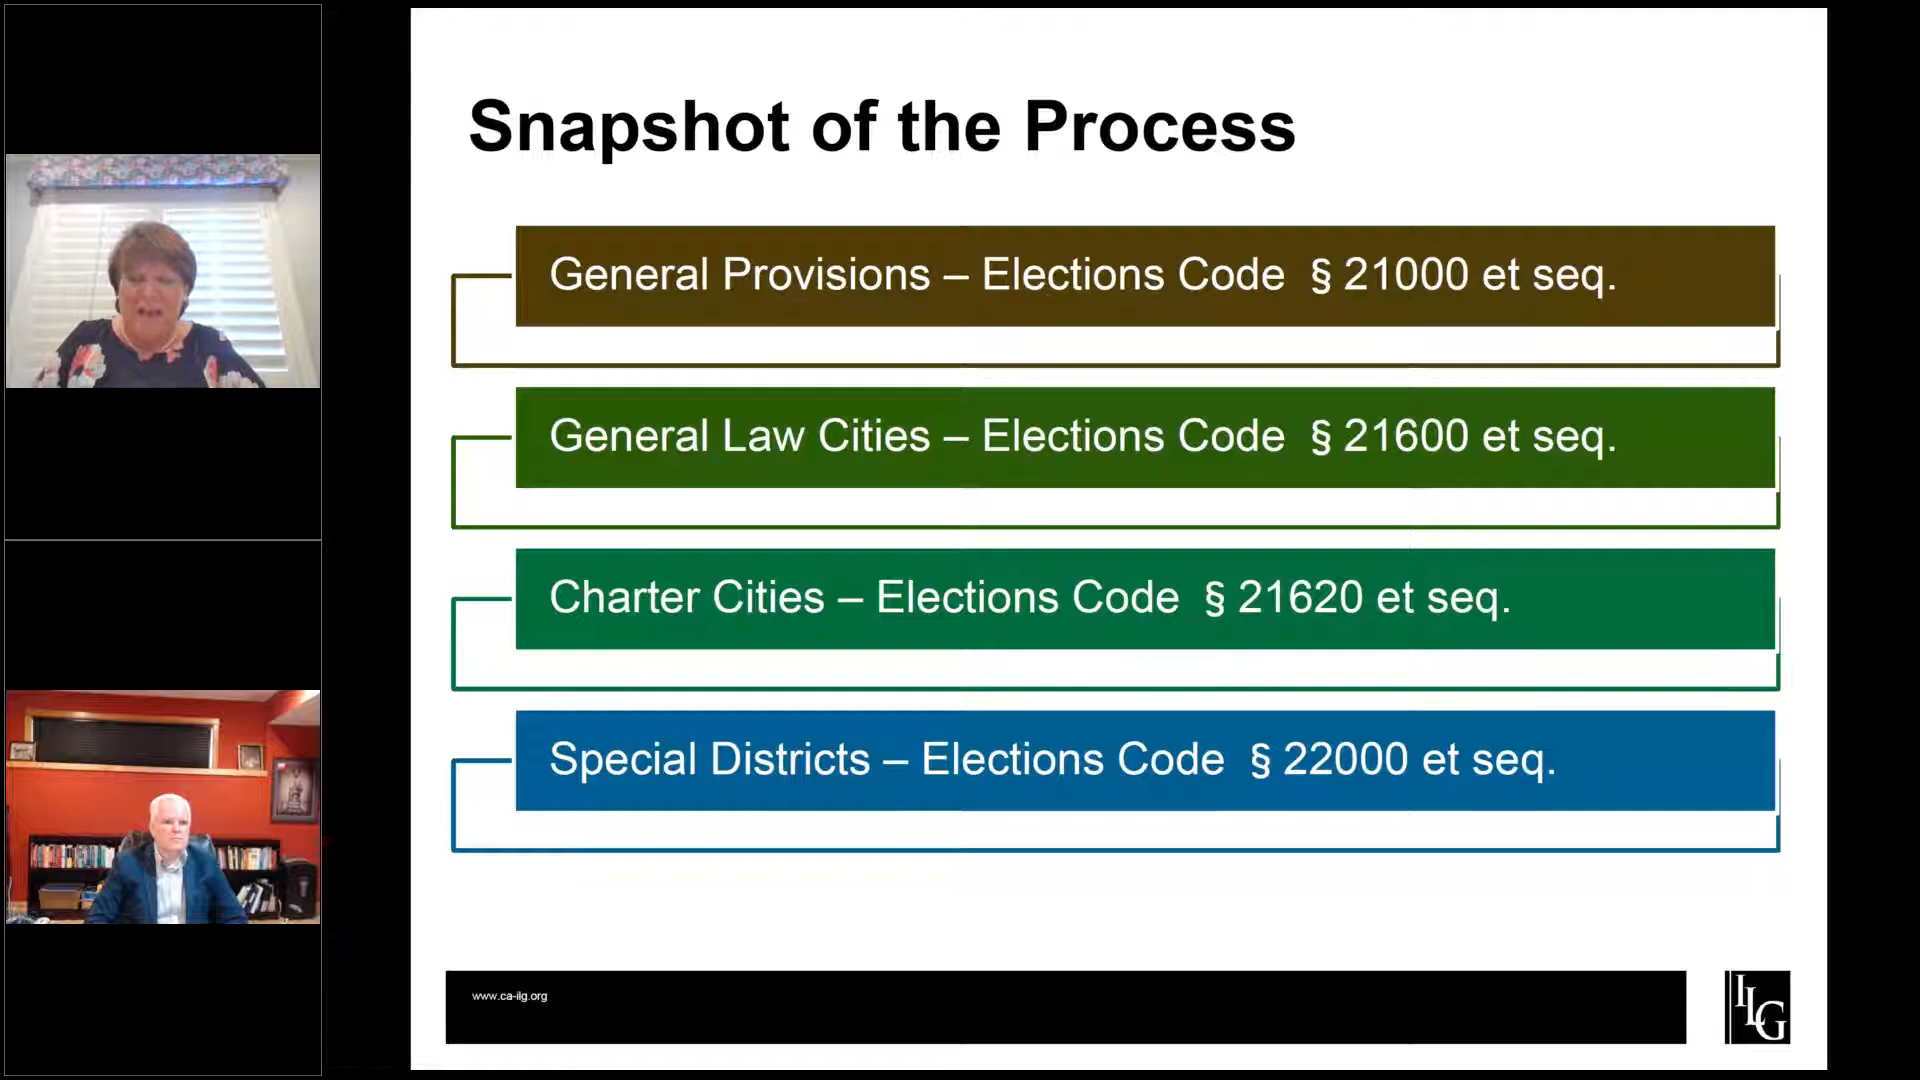 Snapshot of the Process
General Provisions – Elections Code § 21000 et seq.
General Law Cities – Elections Code § 21600 et seq.
Charter Cities – Elections Code § 21620 et seq.
Special Districts – Elections Code § 22000 et seq.
www.ca-ilg.org
ILG